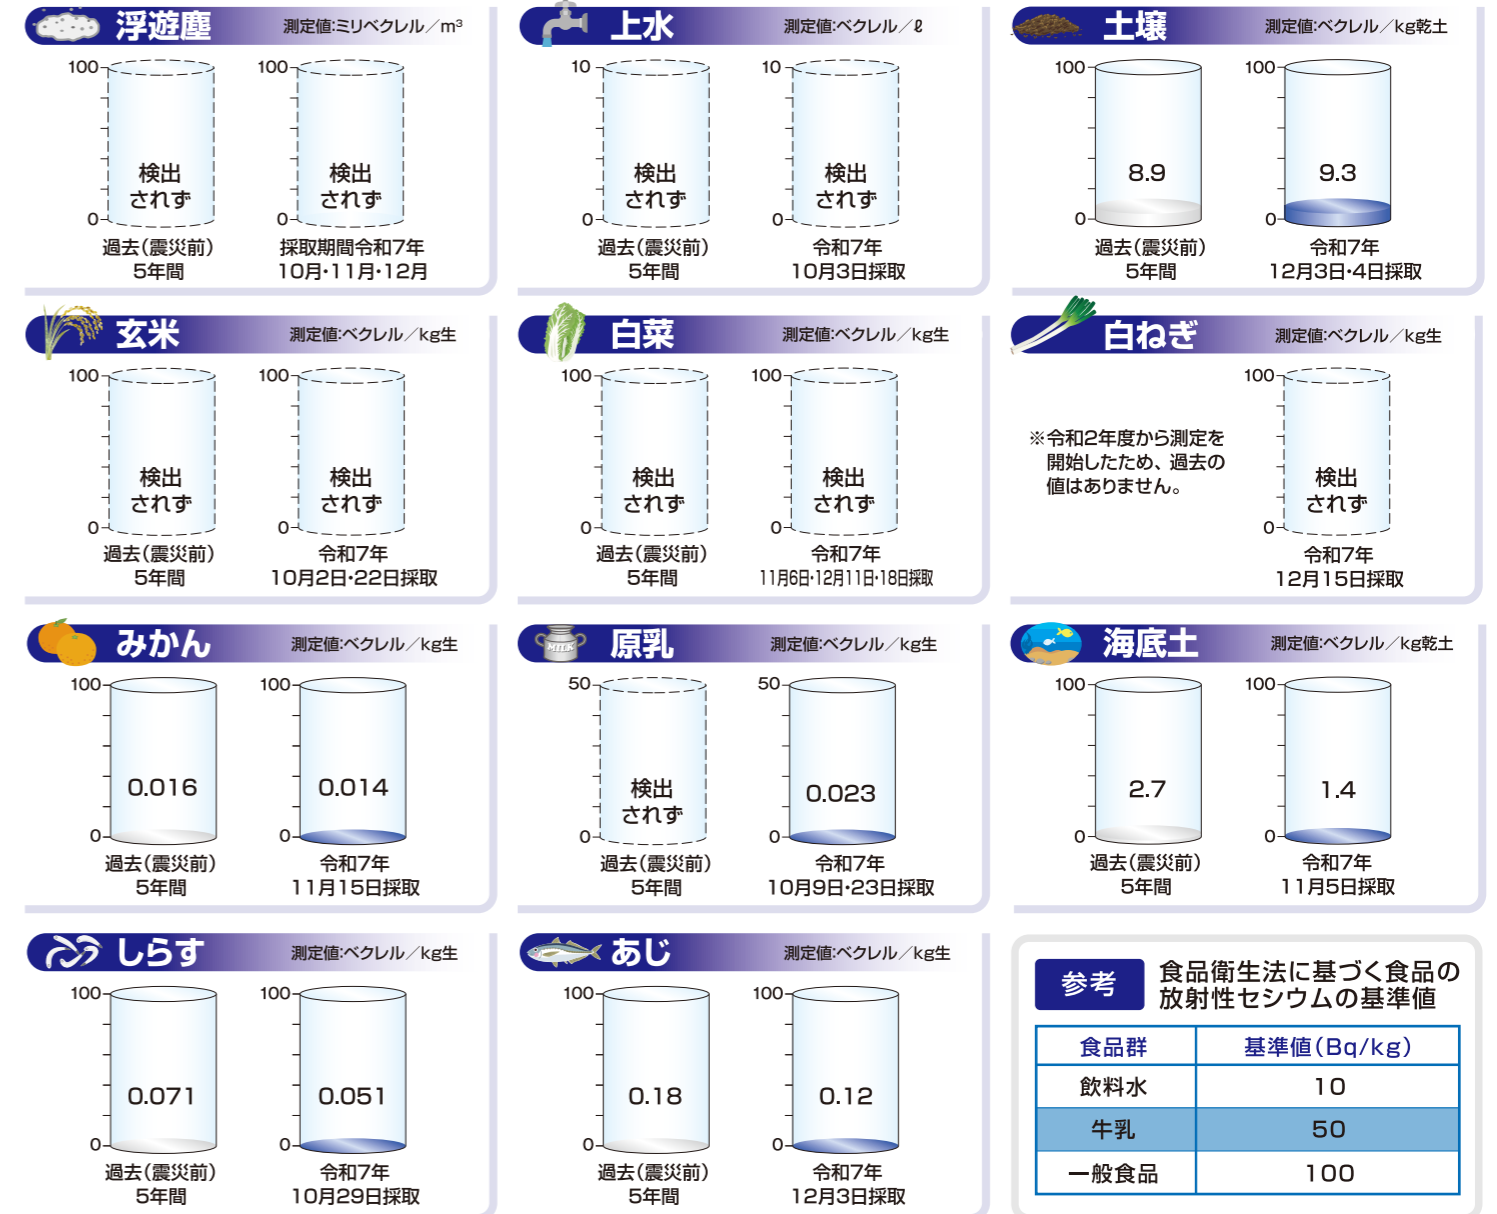 浮遊塵 測定値:ミリベクレル／m³
100 100
検出 検出
されず されず
0 0
過去(震災前) 採取期間令和7年
5年間 10月・11月・12月
上水 測定値:ベクレル／ℓ
10 10
検出 検出
されず されず
0 0
過去(震災前) 令和7年
5年間 10月3日採取
土壌 測定値:ベクレル／kg乾土
100 100
8.9 9.3
0 0
過去(震災前) 令和7年
5年間 12月3日・4日採取
玄米 測定値:ベクレル／kg生
100 100
検出 検出
されず されず
0 0
過去(震災前) 令和7年
5年間 10月2日・22日採取
白菜 測定値:ベクレル／kg生
100 100
検出 検出
されず されず
0 0
過去(震災前) 令和7年
5年間 11月6日・12月11日・18日採取
白ねぎ 測定値:ベクレル／kg生
※令和2年度から測定を
開始したため、過去の
値はありません。
100
検出
されず
0
令和7年
12月15日採取
みかん 測定値:ベクレル／kg生
100 100
0.016 0.014
0 0
過去(震災前) 令和7年
5年間 11月15日採取
MILK 原乳 測定値:ベクレル／kg生
50 50
検出
されず 0.023
0 0
過去(震災前) 令和7年
5年間 10月9日・23日採取
海底土 測定値:ベクレル／kg乾土
100 100
2.7 1.4
0 0
過去(震災前) 令和7年
5年間 11月5日採取
しらす 測定値:ベクレル／kg生
100 100
0.071 0.051
0 0
過去(震災前) 令和7年
5年間 10月29日採取
あじ 測定値:ベクレル／kg生
100 100
0.18 0.12
0 0
過去(震災前) 令和7年
5年間 12月3日採取
参考 食品衛生法に基づく食品の
放射性セシウムの基準値
食品群 基準値(Bq/kg)
飲料水 10
牛乳 50
一般食品 100